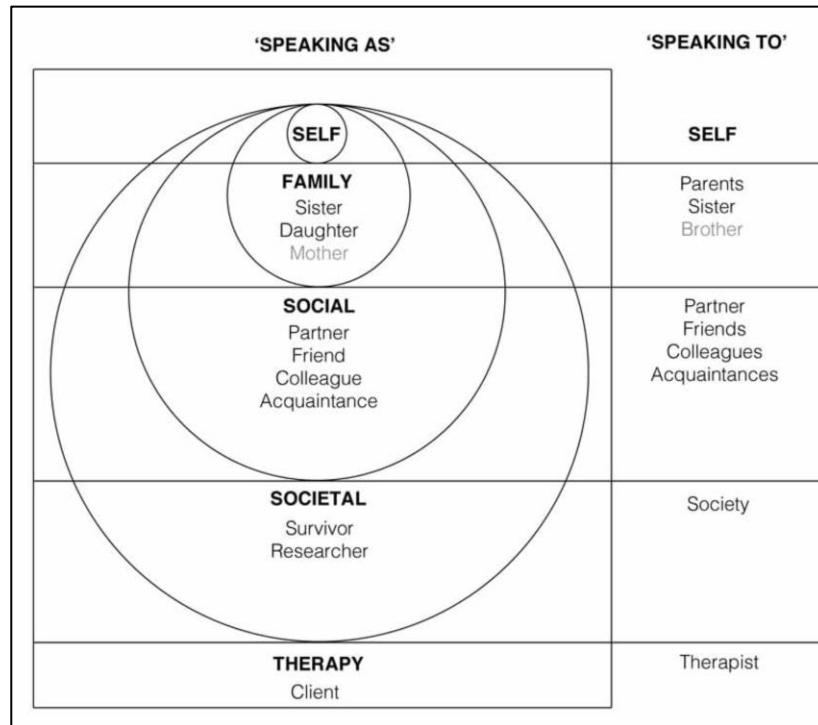 ‘SPEAKING AS’
‘SPEAKING TO’
SELF
SELF
FAMILY
Sister
Daughter
Mother
Parents
Sister
Brother
SOCIAL
Partner
Friend
Colleague
Acquaintance
Partner
Friends
Colleagues
Acquaintances
SOCIETAL
Survivor
Researcher
Society
THERAPY
Client
Therapist